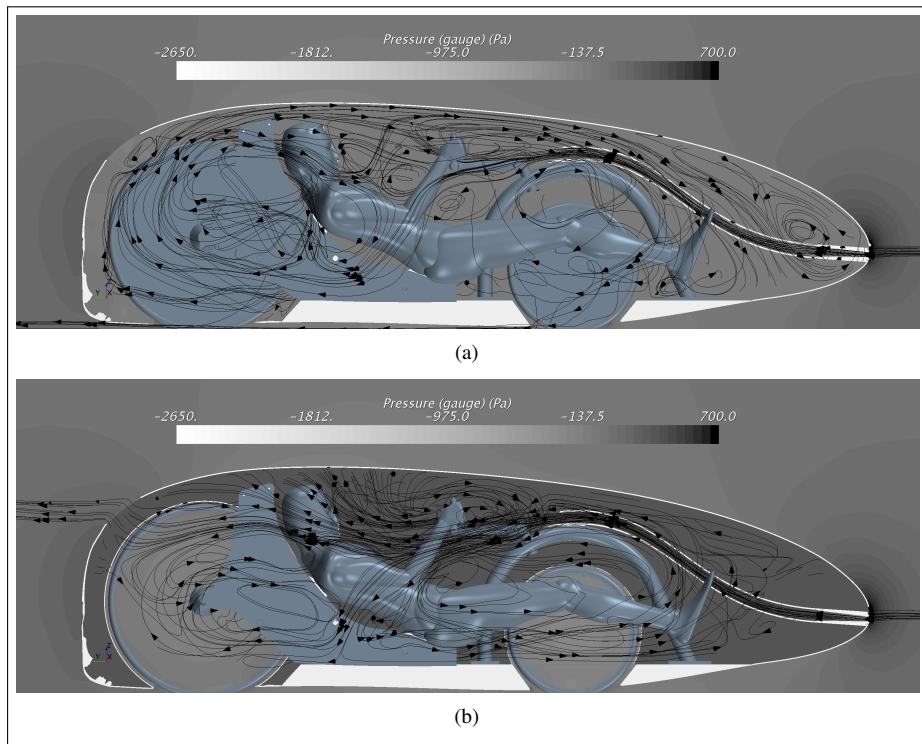 Pressure (gauge) (Pa)
-2650. -1812. -975.0 -137.5 700.0
Y X
(a)
Pressure (gauge) (Pa)
-2650. -1812. -975.0 -137.5 700.0
Y Z X
(b)